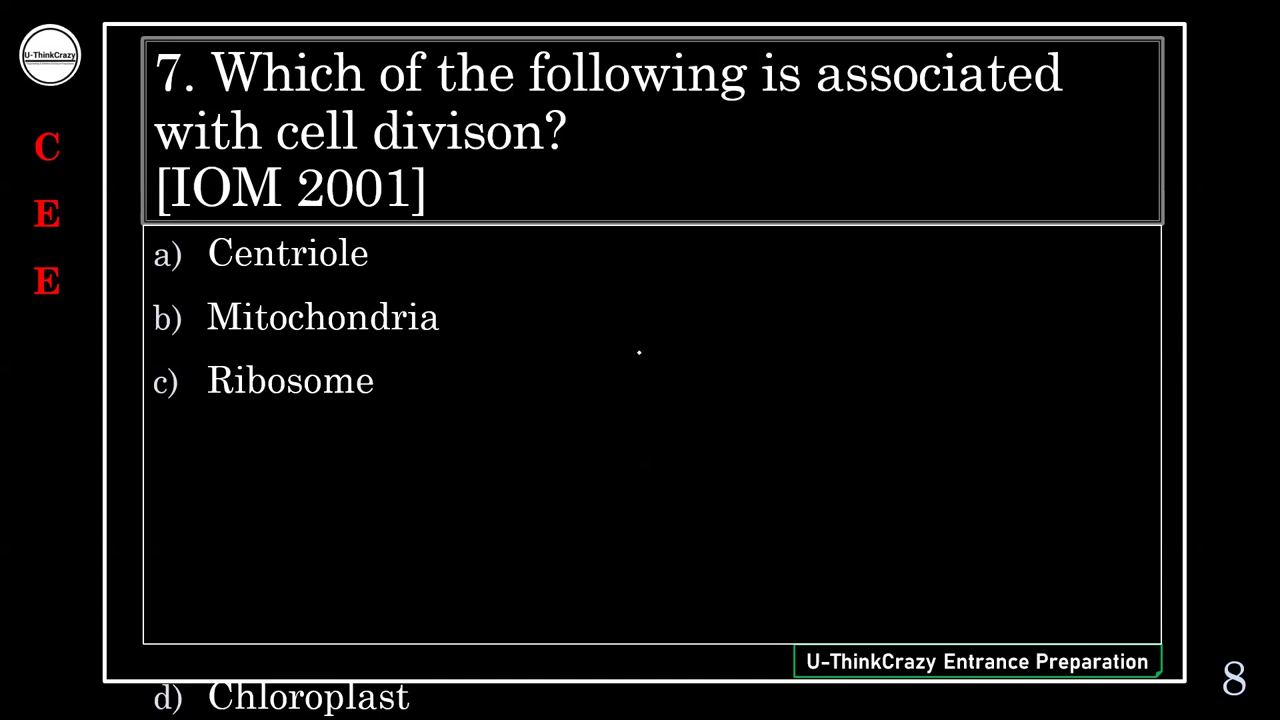 U-ThinkCrazy
C
E
E
7. Which of the following is associated
with cell divison?
[IOM 2001]
a) Centriole
b) Mitochondria
c) Ribosome
U-ThinkCrazy Entrance Preparation
8
d) Chloroplast